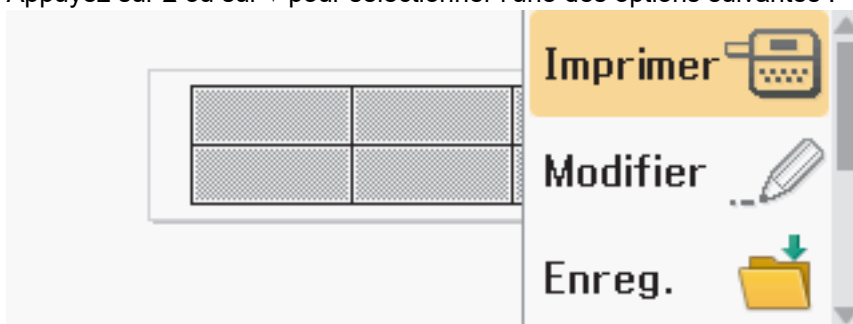 Appuyez sur ou sur pour sélectionner l'une des options suivantes :
Imprimer
Modifier
Enreg.